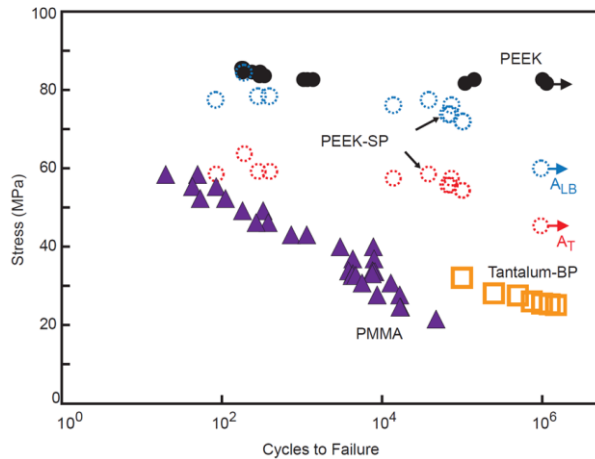 100
80
60
40
20
0
Stress (MPa)
PEEK
PEEK-SP
A_LB
A_T
Tantalum-BP
PMMA
10^0
10^2
10^4
10^6
Cycles to Failure